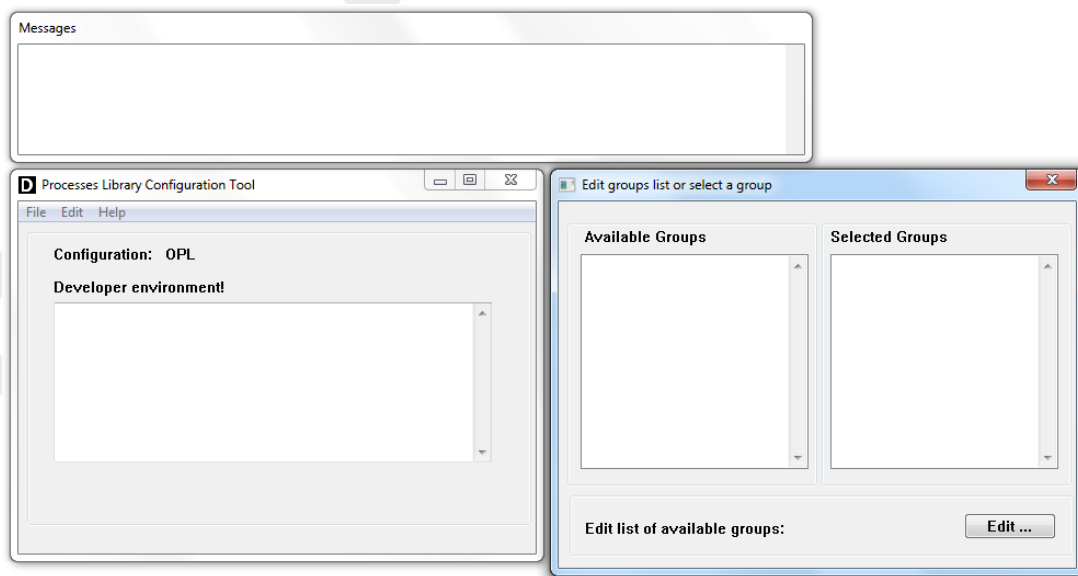 Messages
D Processes Library Configuration Tool
File Edit Help
Configuration: OPL
Developer environment!
Edit groups list or select a group
Available Groups
Selected Groups
Edit list of available groups:
Edit ...